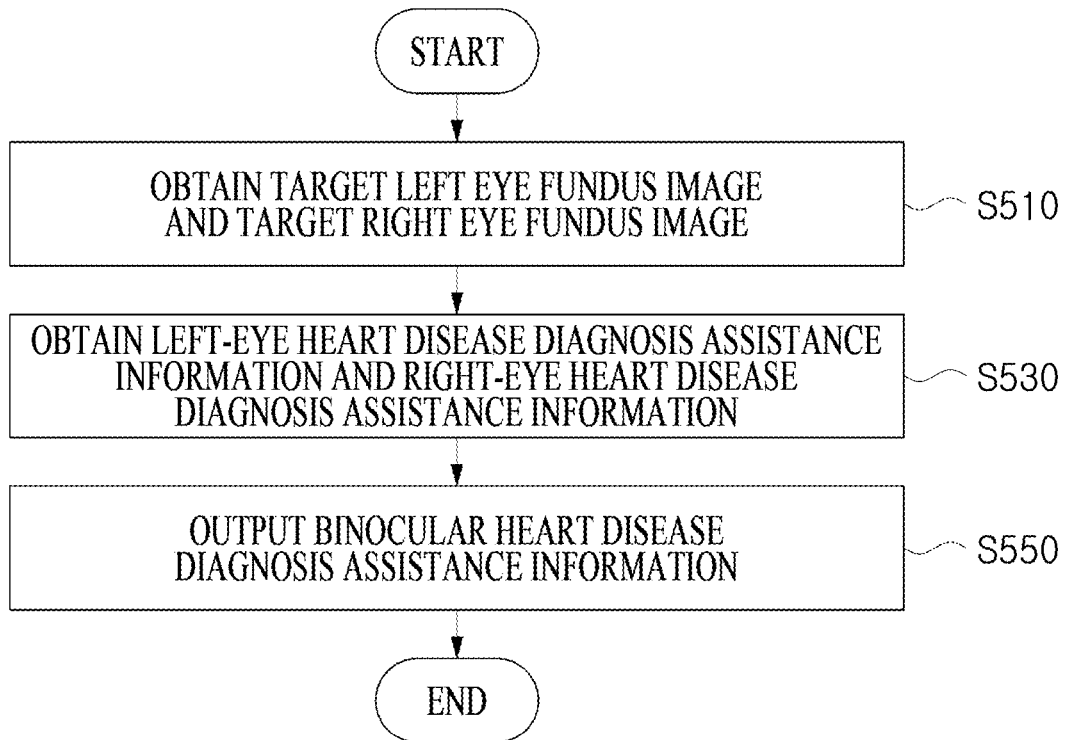 START
OBTAIN TARGET LEFT EYE FUNDUS IMAGE
AND TARGET RIGHT EYE FUNDUS IMAGE
S510
OBTAIN LEFT-EYE HEART DISEASE DIAGNOSIS ASSISTANCE
INFORMATION AND RIGHT-EYE HEART DISEASE
DIAGNOSIS ASSISTANCE INFORMATION
S530
OUTPUT BINOCULAR HEART DISEASE
DIAGNOSIS ASSISTANCE INFORMATION
S550
END